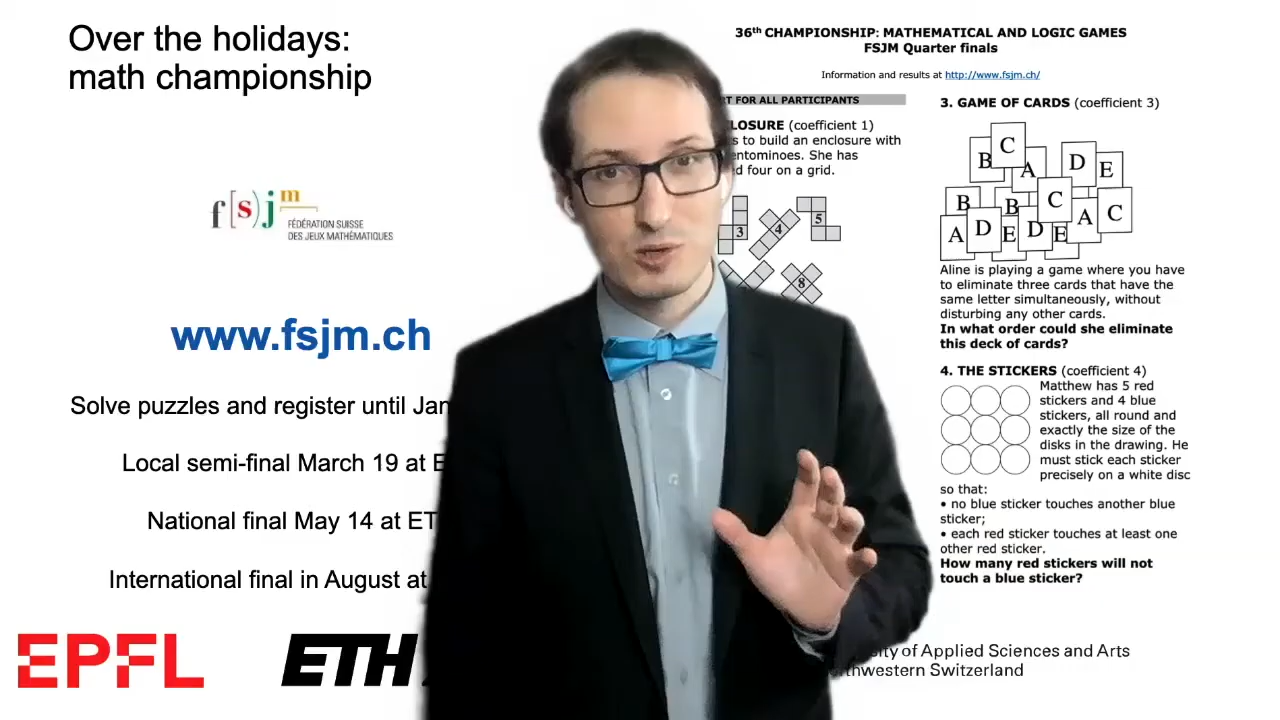 Over the holidays:
math championship
f[s)jm
FÉDÉRATION SUISSE
DES JEUX MATHÉMATIQUES
www.fsjm.ch
Solve puzzles and register until Jan
Local semi-final March 19 at E
National final May 14 at ET
International final in August at
EPFL
ETH
36th CHAMPIONSHIP: MATHEMATICAL AND LOGIC GAMES
FSJM Quarter finals
Information and results at http://www.fsjm.ch/
FOR ALL PARTICIPANTS
LOSURE (coefficient 1)
s to build an enclosure with
entominoes. She has
d four on a grid.
3 4 5
8
3. GAME OF CARDS (coefficient 3)
B C A D E
B B C A C
A D E D E
Aline is playing a game where you have
to eliminate three cards that have the
same letter simultaneously, without
disturbing any other cards.
In what order could she eliminate
this deck of cards?
4. THE STICKERS (coefficient 4)
Matthew has 5 red
stickers and 4 blue
stickers, all round and
exactly the size of the
disks in the drawing. He
must stick each sticker
precisely on a white disc
so that:
• no blue sticker touches another blue
sticker;
• each red sticker touches at least one
other red sticker.
How many red stickers will not
touch a blue sticker?
ity of Applied Sciences and Arts
rthwestern Switzerland